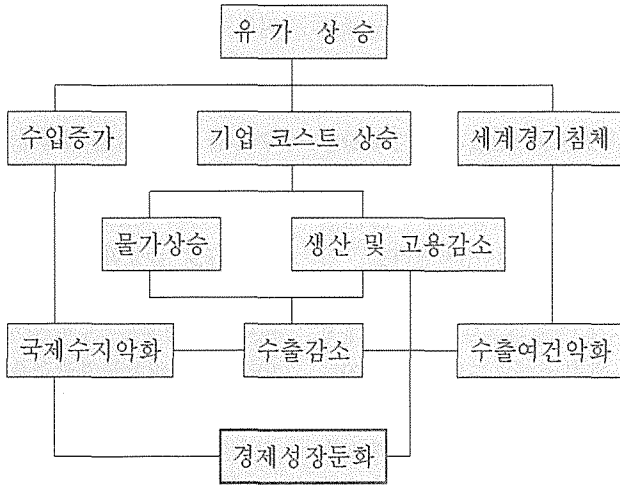 유 가 상 승
수입증가
기업 코스트 상승
세계경기침체
물가상승
생산 및 고용감소
국제수지악화
수출감소
수출여건악화
경제성장둔화